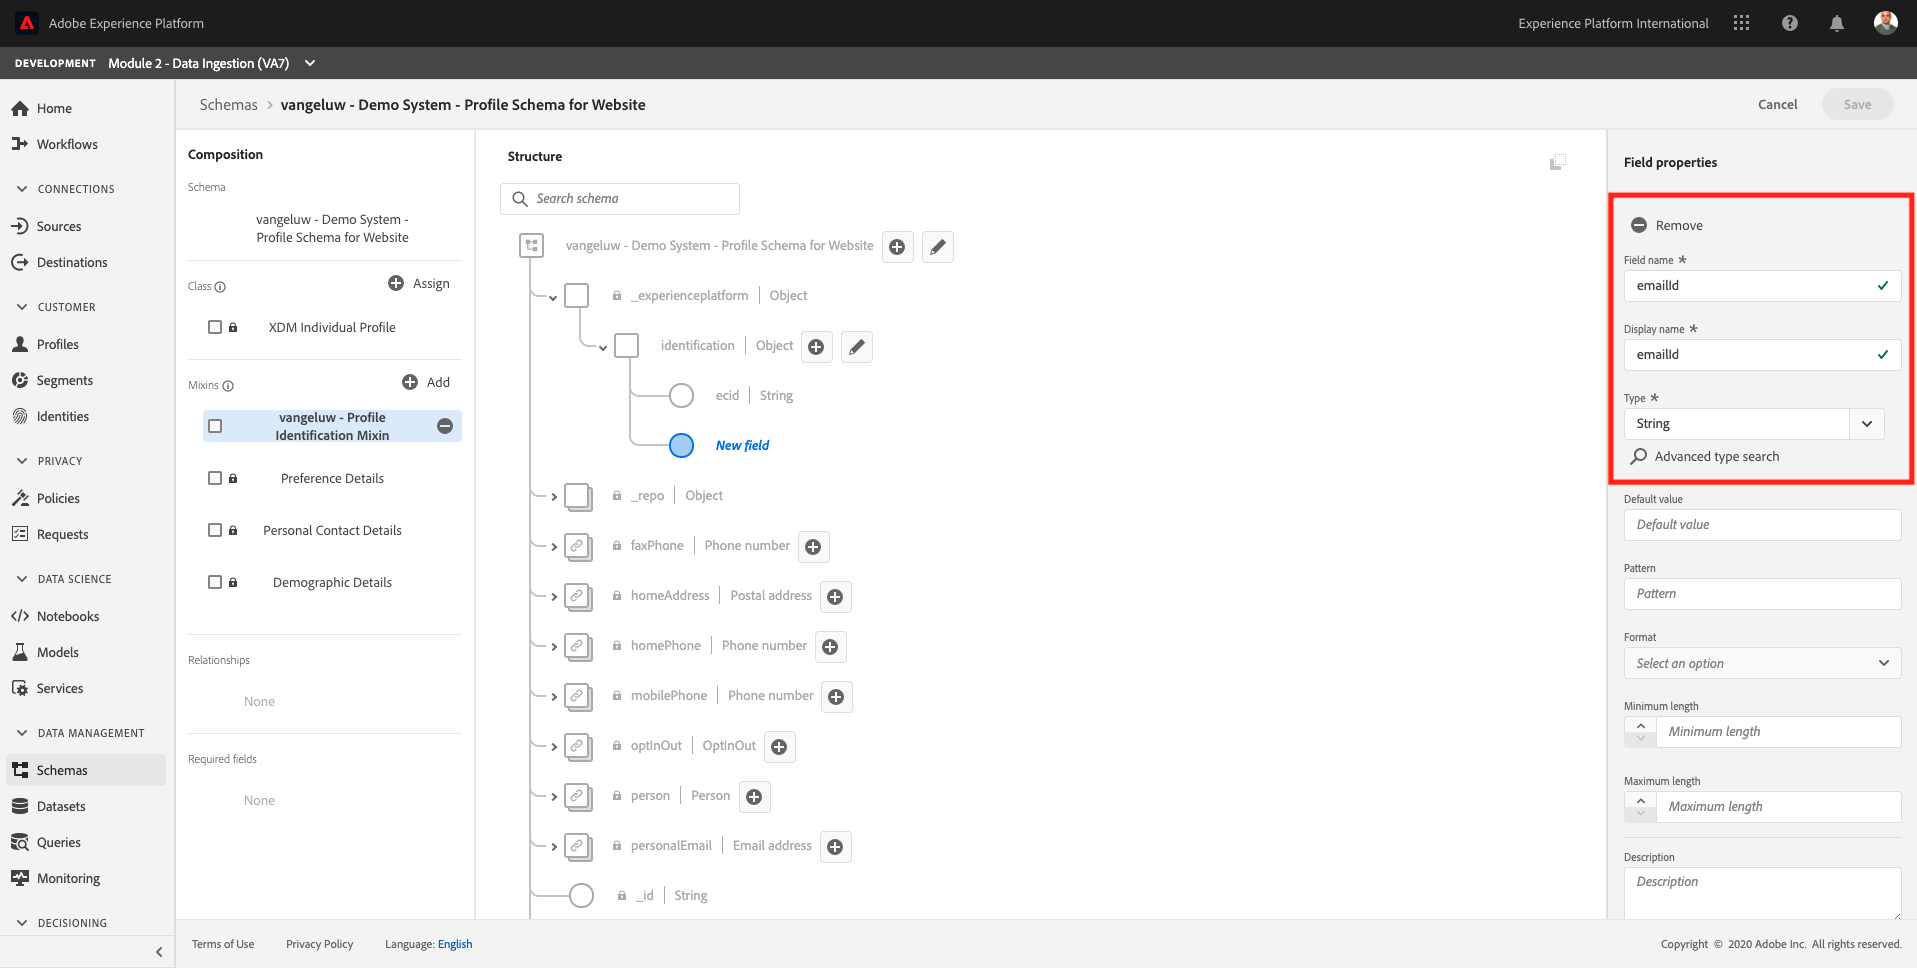 Adobe Experience Platform
Experience Platform International
DEVELOPMENT Module 2 - Data Ingestion (VA7)
Home
Workflows
CONNECTIONS
Sources
Destinations
CUSTOMER
Profiles
Segments
Identities
PRIVACY
Policies
Requests
DATA SCIENCE
Notebooks
Models
Services
DATA MANAGEMENT
Schemas
Datasets
Queries
Monitoring
DECISIONING
Schemas > vangeluw - Demo System - Profile Schema for Website
Cancel
Save
Composition
Schema
vangeluw - Demo System -
Profile Schema for Website
Class
Assign
XDM Individual Profile
Mixins
Add
vangeluw - Profile
Identification Mixin
Preference Details
Personal Contact Details
Demographic Details
Relationships
None
Required fields
None
Structure
Search schema
vangeluw - Demo System - Profile Schema for Website
_experienceplatform | Object
identification | Object
ecid | String
New field
_repo | Object
faxPhone | Phone number
homeAddress | Postal address
homePhone | Phone number
mobilePhone | Phone number
optInOut | OptInOut
person | Person
personalEmail | Email address
_id | String
Field properties
Remove
Field name *
emailId
Display name *
emailId
Type *
String
Advanced type search
Default value
Default value
Pattern
Pattern
Format
Select an option
Minimum length
Minimum length
Maximum length
Maximum length
Description
Description
Terms of Use
Privacy Policy
Language: English
Copyright © 2020 Adobe Inc. All rights reserved.